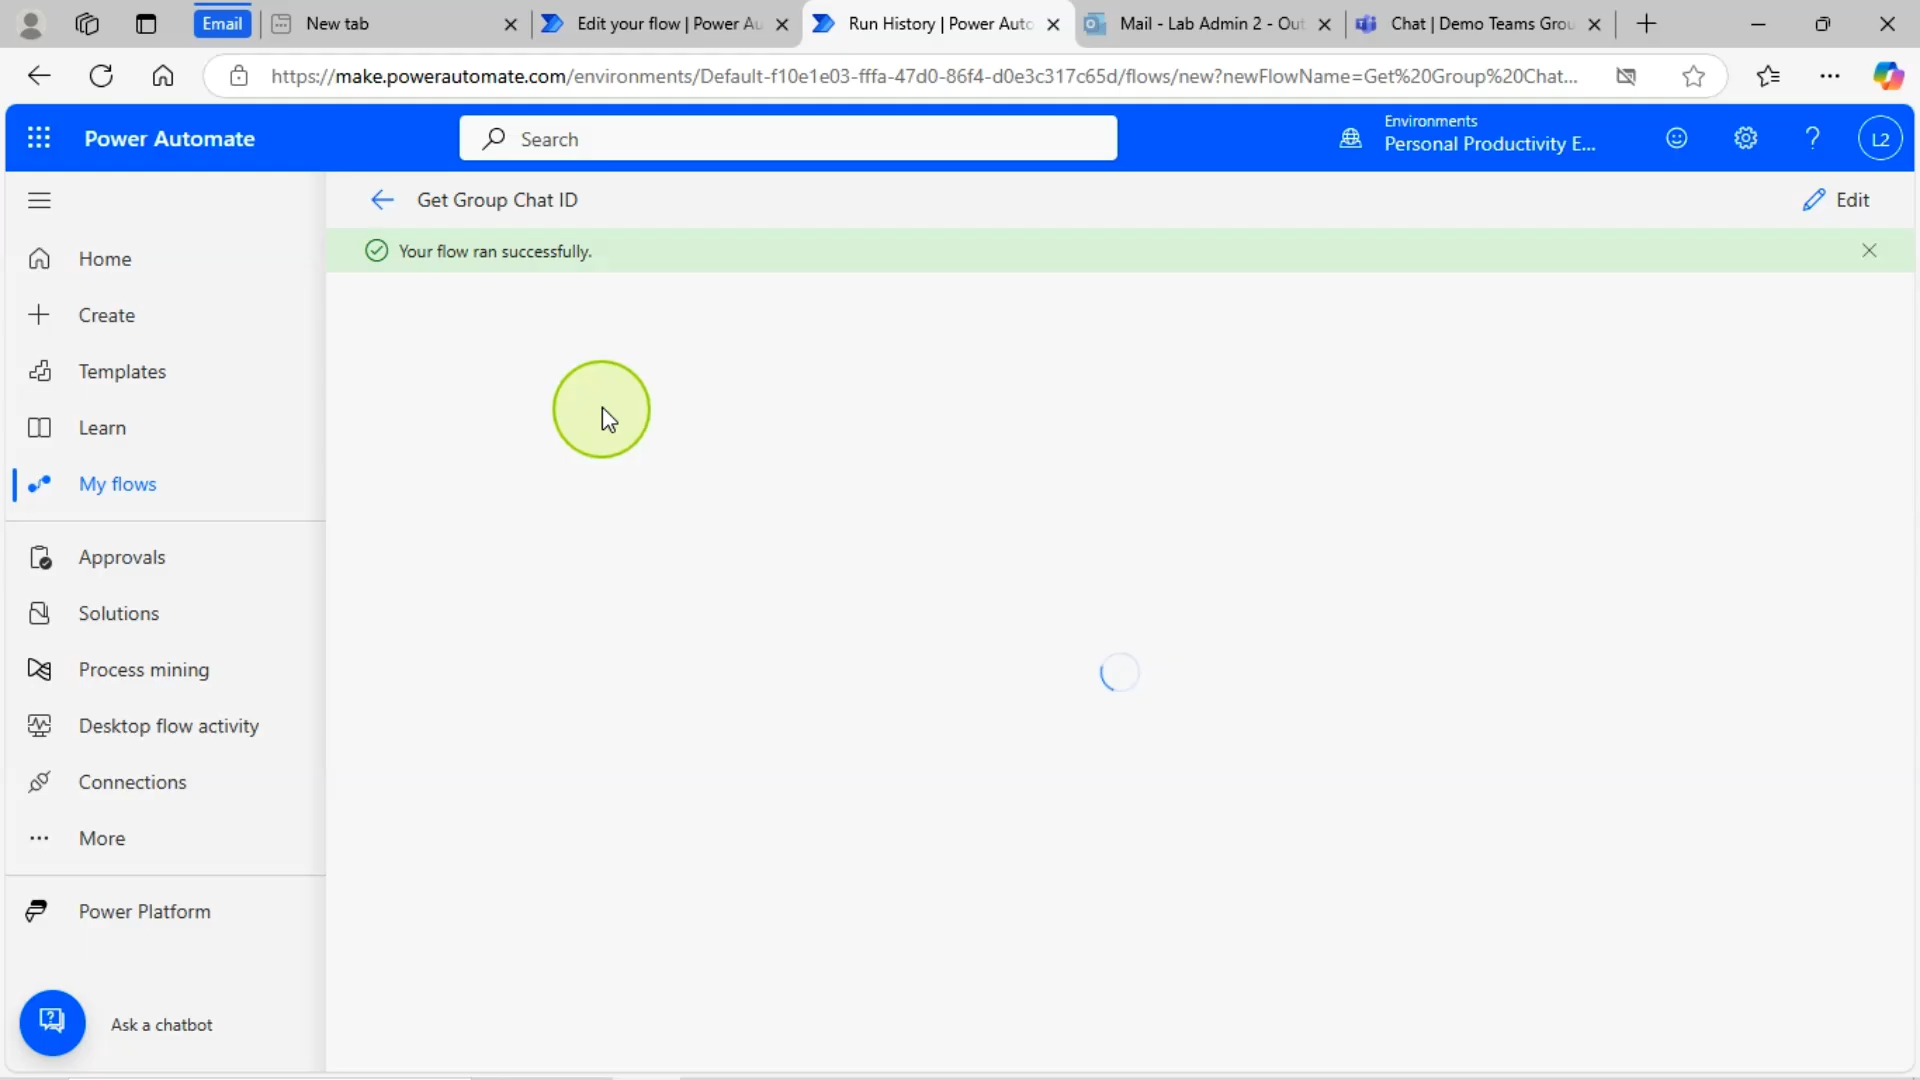 Email
New tab
Edit your flow | Power Au
Run History | Power Auto
Mail - Lab Admin 2 - Out
Chat | Demo Teams Grou
https://make.powerautomate.com/environments/Default-f10e1e03-fffa-47d0-86f4-d0e3c317c65d/flows/new?newFlowName=Get%20Group%20Chat...
Power Automate
Search
Environments
Personal Productivity E...
L2
Get Group Chat ID
Edit
Your flow ran successfully.
Home
Create
Templates
Learn
My flows
Approvals
Solutions
Process mining
Desktop flow activity
Connections
More
Power Platform
Ask a chatbot